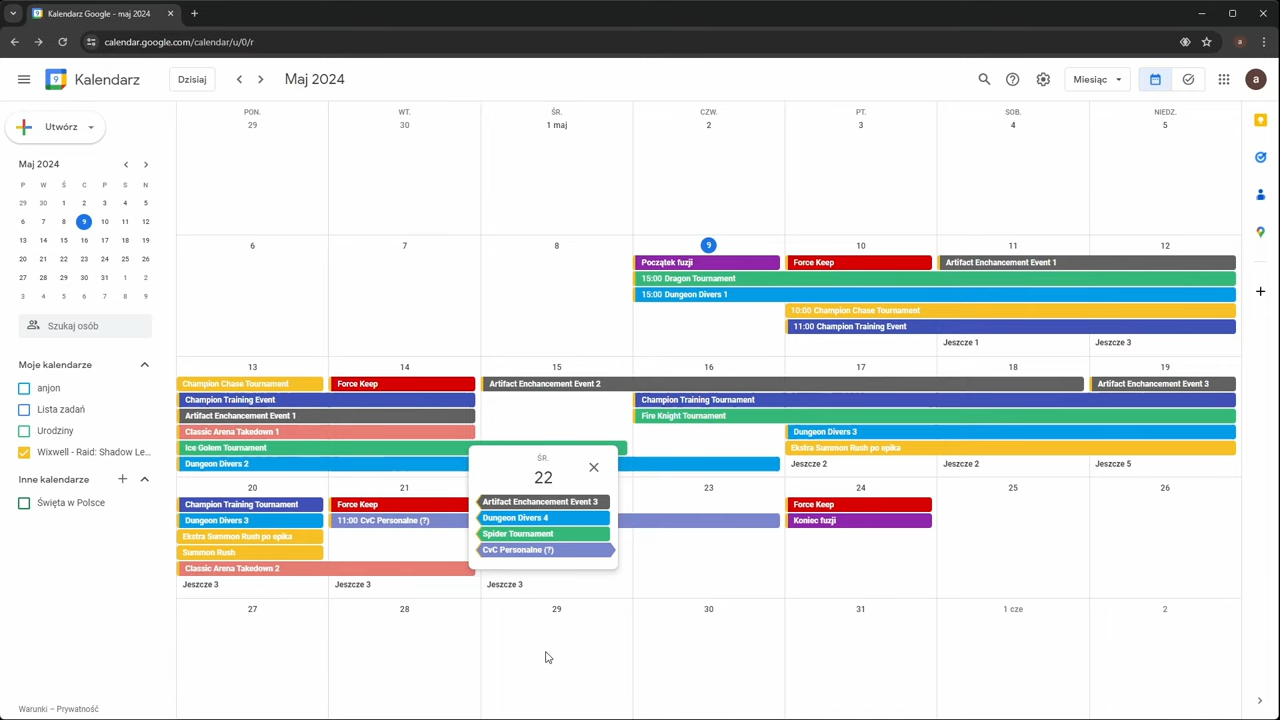 Kalendarz Google - maj 2024
calendar.google.com/calendar/u/0/r
a
9
Kalendarz
Dzisiaj
Maj 2024
Miesiąc
a
Utwórz
Maj 2024
P W Ś C P S N
29 30 1 2 3 4 5
6 7 8 9 10 11 12
13 14 15 16 17 18 19
20 21 22 23 24 25 26
27 28 29 30 31 1 2
3 4 5 6 7 8 9
Szukaj osób
Moje kalendarze
anjon
Lista zadań
Urodziny
Wixwell - Raid: Shadow Le...
Inne kalendarze
Święta w Polsce
Warunki – Prywatność
PON. WT. ŚR. CZW. PT. SOB. NIEDZ.
29 30 1 maj 2 3 4 5
6 7 8 9 10 11 12
Początek fuzji Force Keep Artifact Enchancement Event 1
15:00 Dragon Tournament
15:00 Dungeon Divers 1
10:00 Champion Chase Tournament
11:00 Champion Training Event
Jeszcze 1 Jeszcze 3
13 14 15 16 17 18 19
Champion Chase Tournament Force Keep Artifact Enchancement Event 2 Artifact Enchancement Event 3
Champion Training Event Champion Training Tournament
Artifact Enchancement Event 1 Fire Knight Tournament
Classic Arena Takedown 1 Dungeon Divers 3
Ice Golem Tournament Ekstra Summon Rush po epika
Dungeon Divers 2 Jeszcze 2 Jeszcze 2 Jeszcze 5
20 21 23 24 25 26
Champion Training Tournament Force Keep Force Keep
Dungeon Divers 3 11:00 CvC Personalne (?) Koniec fuzji
Ekstra Summon Rush po epika
Summon Rush
Classic Arena Takedown 2
Jeszcze 3 Jeszcze 3 Jeszcze 3
ŚR.
22
Artifact Enchancement Event 3
Dungeon Divers 4
Spider Tournament
CvC Personalne (?)
27 28 29 30 31 1 cze 2